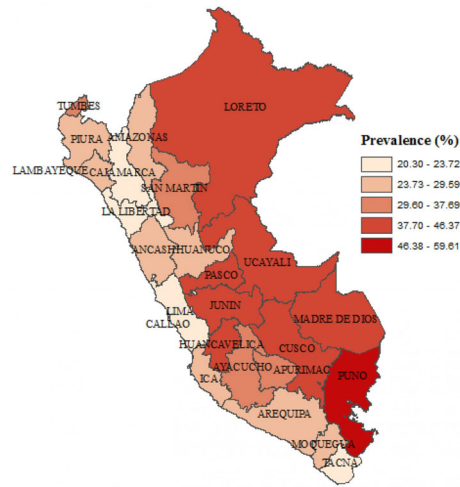 LORETO
TUMBES
PIURA
AMAZONAS
LAMBAYEQUE
CAJAMARCA
SAN MARTIN
LA LIBERTAD
ANCASH
HUANUCO
UCAYALI
PASCO
JUNIN
LIMA
CALLAO
MADRE DE DIOS
HUANCAVELICA
CUSCO
AYACUCHO
APURIMAC
PUNO
ICA
AREQUIPA
MOQUEGUA
TACNA
Prevalence (%)
20.30 - 23.72
23.73 - 29.59
29.60 - 37.69
37.70 - 46.37
46.38 - 59.61